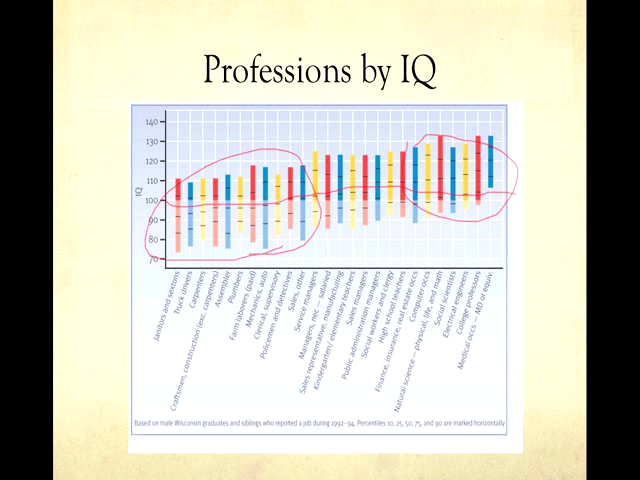 Professions by IQ
140
130
120
110
100
90
80
70
IQ
Janitors and sextons
Truck drivers
Carpenters
Craftsmen, construction (exc. carpenters)
Assembler
Plumbers
Farm laborers (paid)
Mechanics, auto
Clerical, supervisory
Policemen and detectives
Sales, other
Service managers
Managers, nec — salaried
Sales representative, manufacturing
Kindergarten/ elementary teachers
Sales managers
Public administration managers
Social workers and clergy
High school teachers
Finance, insurance, real estate occs
Computer occs
Natural science — physical, life, and math
Social scientists
Electrical engineers
College professors
Medical occs — MD or equiv.
Based on male Wisconsin graduates and siblings who reported a job during 1992–94. Percentiles 10, 25, 50, 75, and 90 are marked horizontally